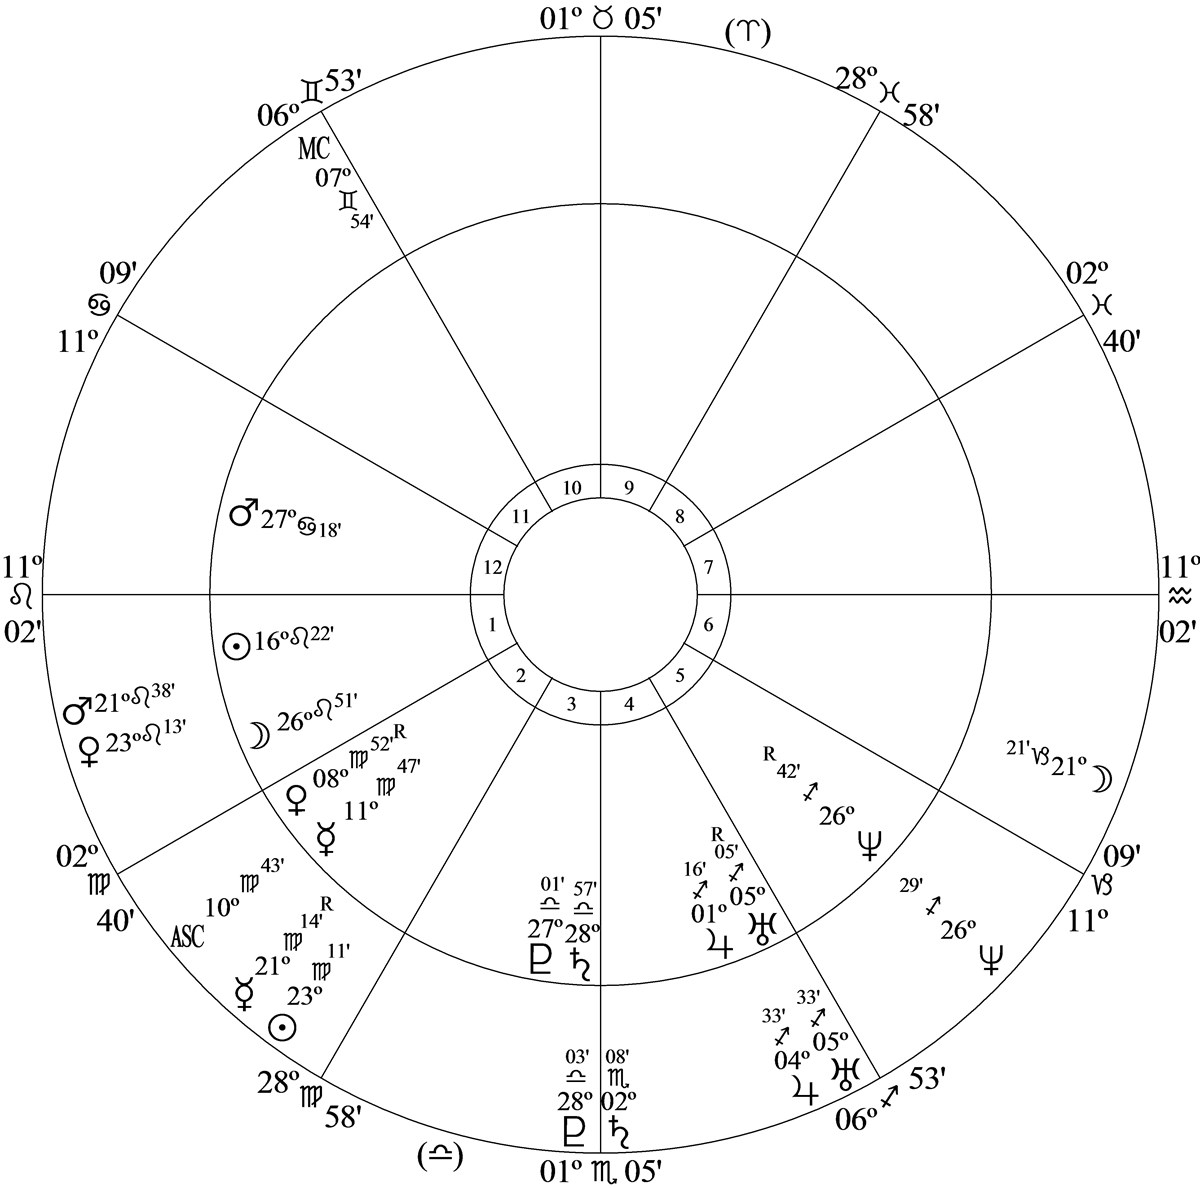 01º ♉ 05'
(♈)
06º ♊ 53'
28º ♓ 58'
MC
07º
♊
54'
09'
♋
11º
02º
♓
40'
♂ 27º ♋ 18'
11º
♌
02'
11º
♒
02'
10
9
11
8
12
7
1
6
2
5
3
4
☉ 16º ♌ 22'
☽ 26º ♌ 51'
♂ 21º ♌ 38'
♀ 23º ♌ 13'
♀ 08º ♍ 52' R
☿ 11º ♍ 47'
R 42' ♐ 26º ♆
21' ♑ 21º ☽
02º
♍
40'
09'
♑
11º
ASC 10º ♍ 43'
☿ 21º ♍ 14' R
☉ 23º ♍ 11'
01' ♎ 27º ♇
57' ♎ 28º ♄
16' ♐ 01º ♃
R 05' ♐ 05º ♅
29' ♐ 26º ♆
33' ♐ 04º ♃
33' ♐ 05º ♅
03' ♎ 28º ♇
08' ♏ 02º ♄
28º ♍ 58'
06º ♐ 53'
(♎)
01º ♏ 05'